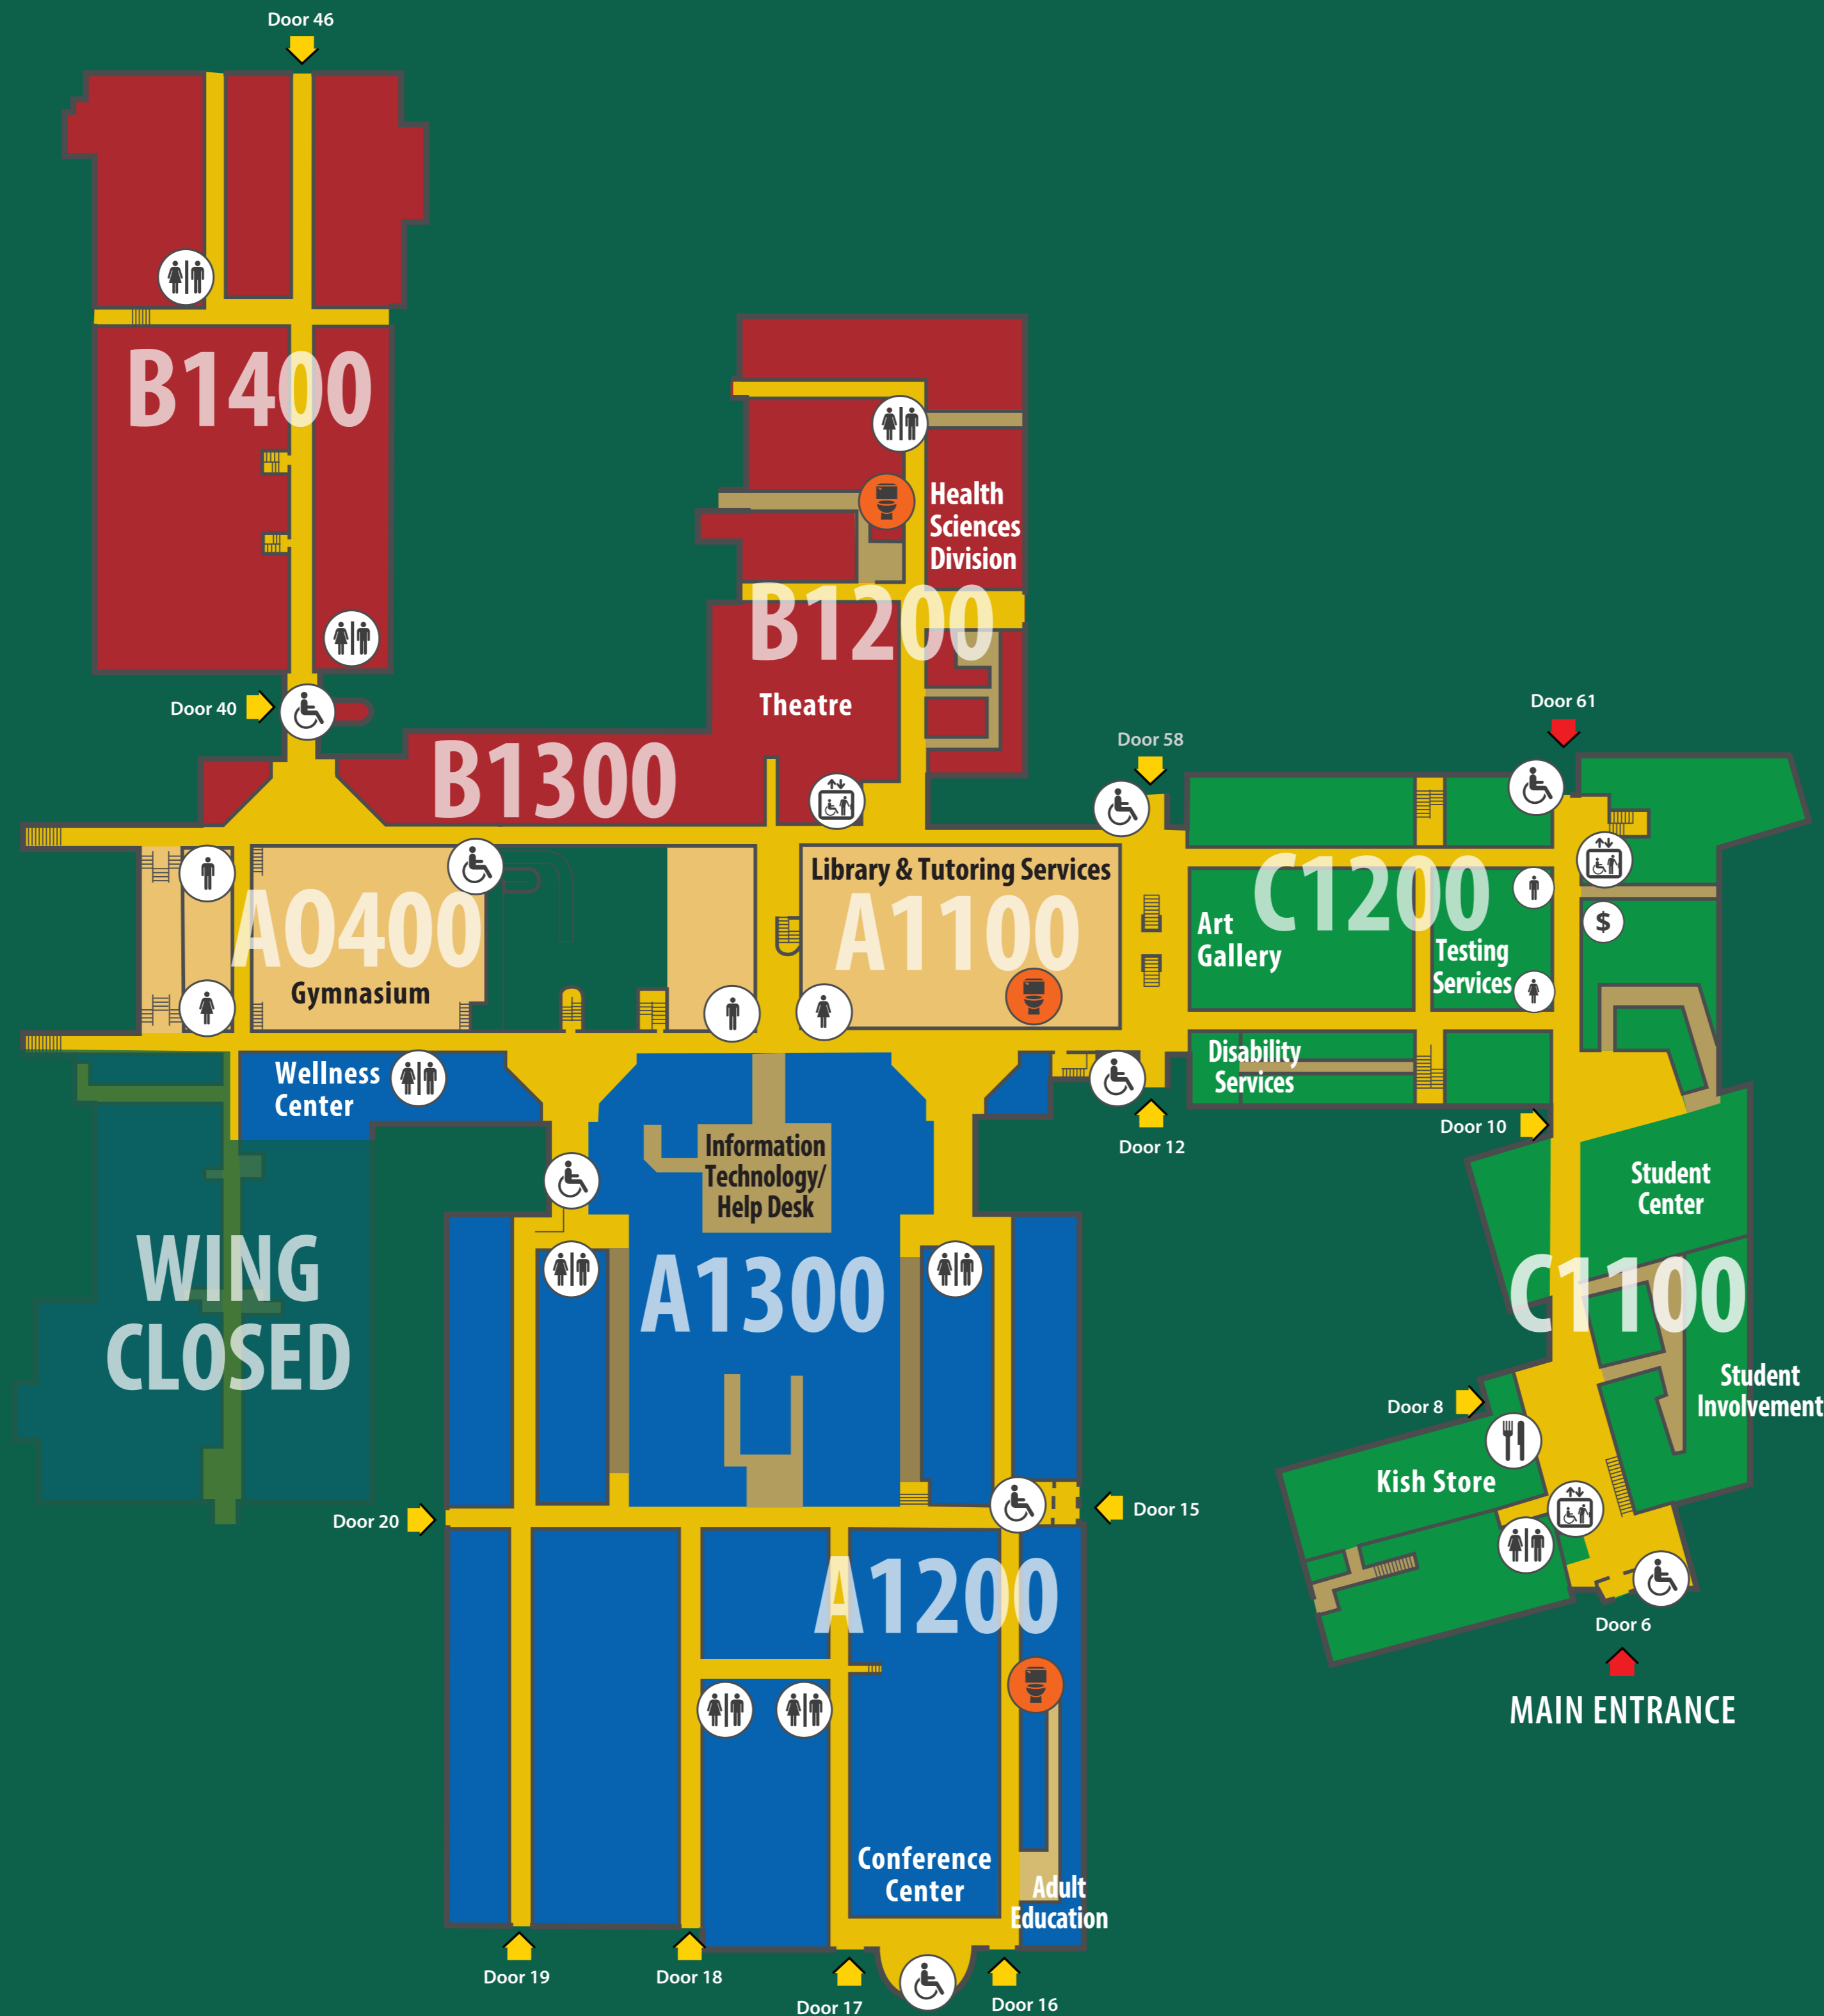 Door 46
B1400
Health
Sciences
Division
B1200
Theatre
Door 40
Door 61
Door 58
B1300
Library & Tutoring Services
A0400
A1100
C1200
Art
Gallery
$
Testing
Services
Gymnasium
Disability
Services
Wellness
Center
Door 10
Door 12
Information
Technology/
Help Desk
Student
Center
WING
CLOSED
A1300
C1100
Student
Involvement
Door 8
Kish Store
Door 20
Door 15
A1200
Door 6
MAIN ENTRANCE
Conference
Center
Adult
Education
Door 19
Door 18
Door 17
Door 16